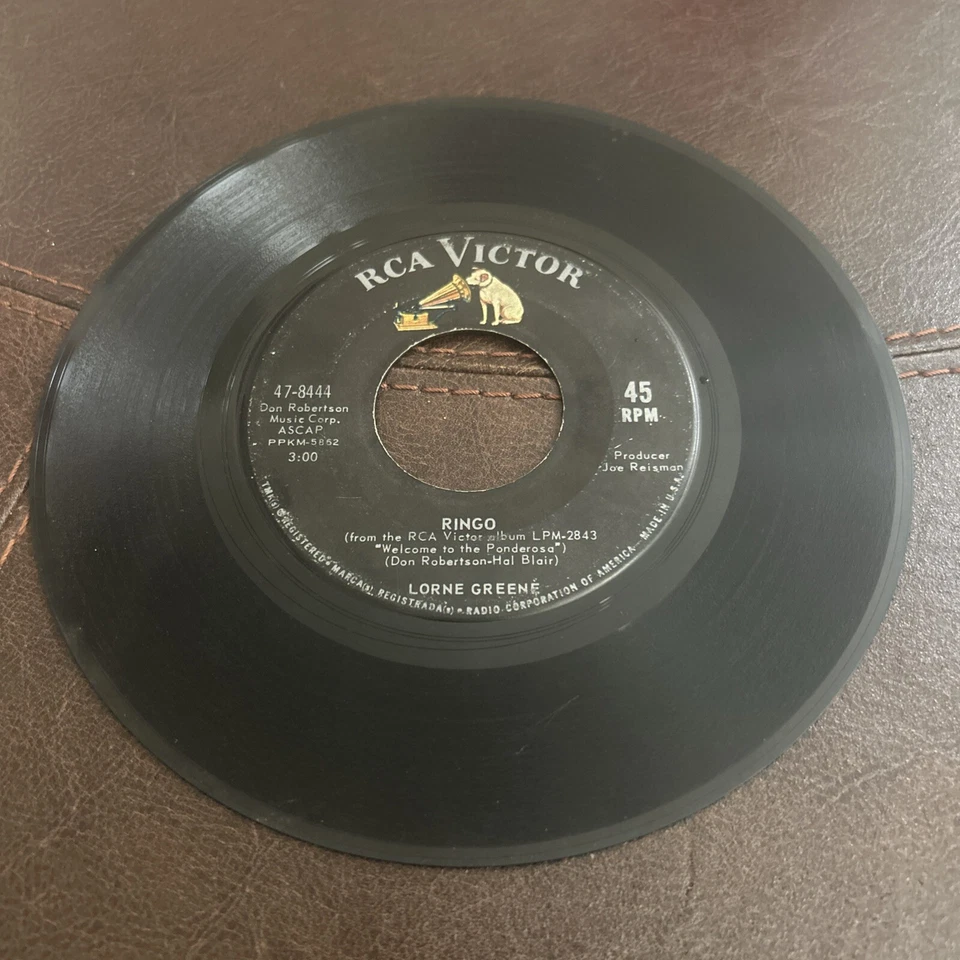 RCA VICTOR
47-8444
Don Robertson
Music Corp.
ASCAP
PPKM-5862
3:00
45
RPM
Producer
Joe Reisman
RINGO
(from the RCA Victor album LPM-2843
"Welcome to the Ponderosa")
(Don Robertson-Hal Blair)
LORNE GREENE
TMK(s) ® REGISTERED • MARCA(s) REGISTRADA(s) • RADIO CORPORATION OF AMERICA - MADE IN U.S.A.